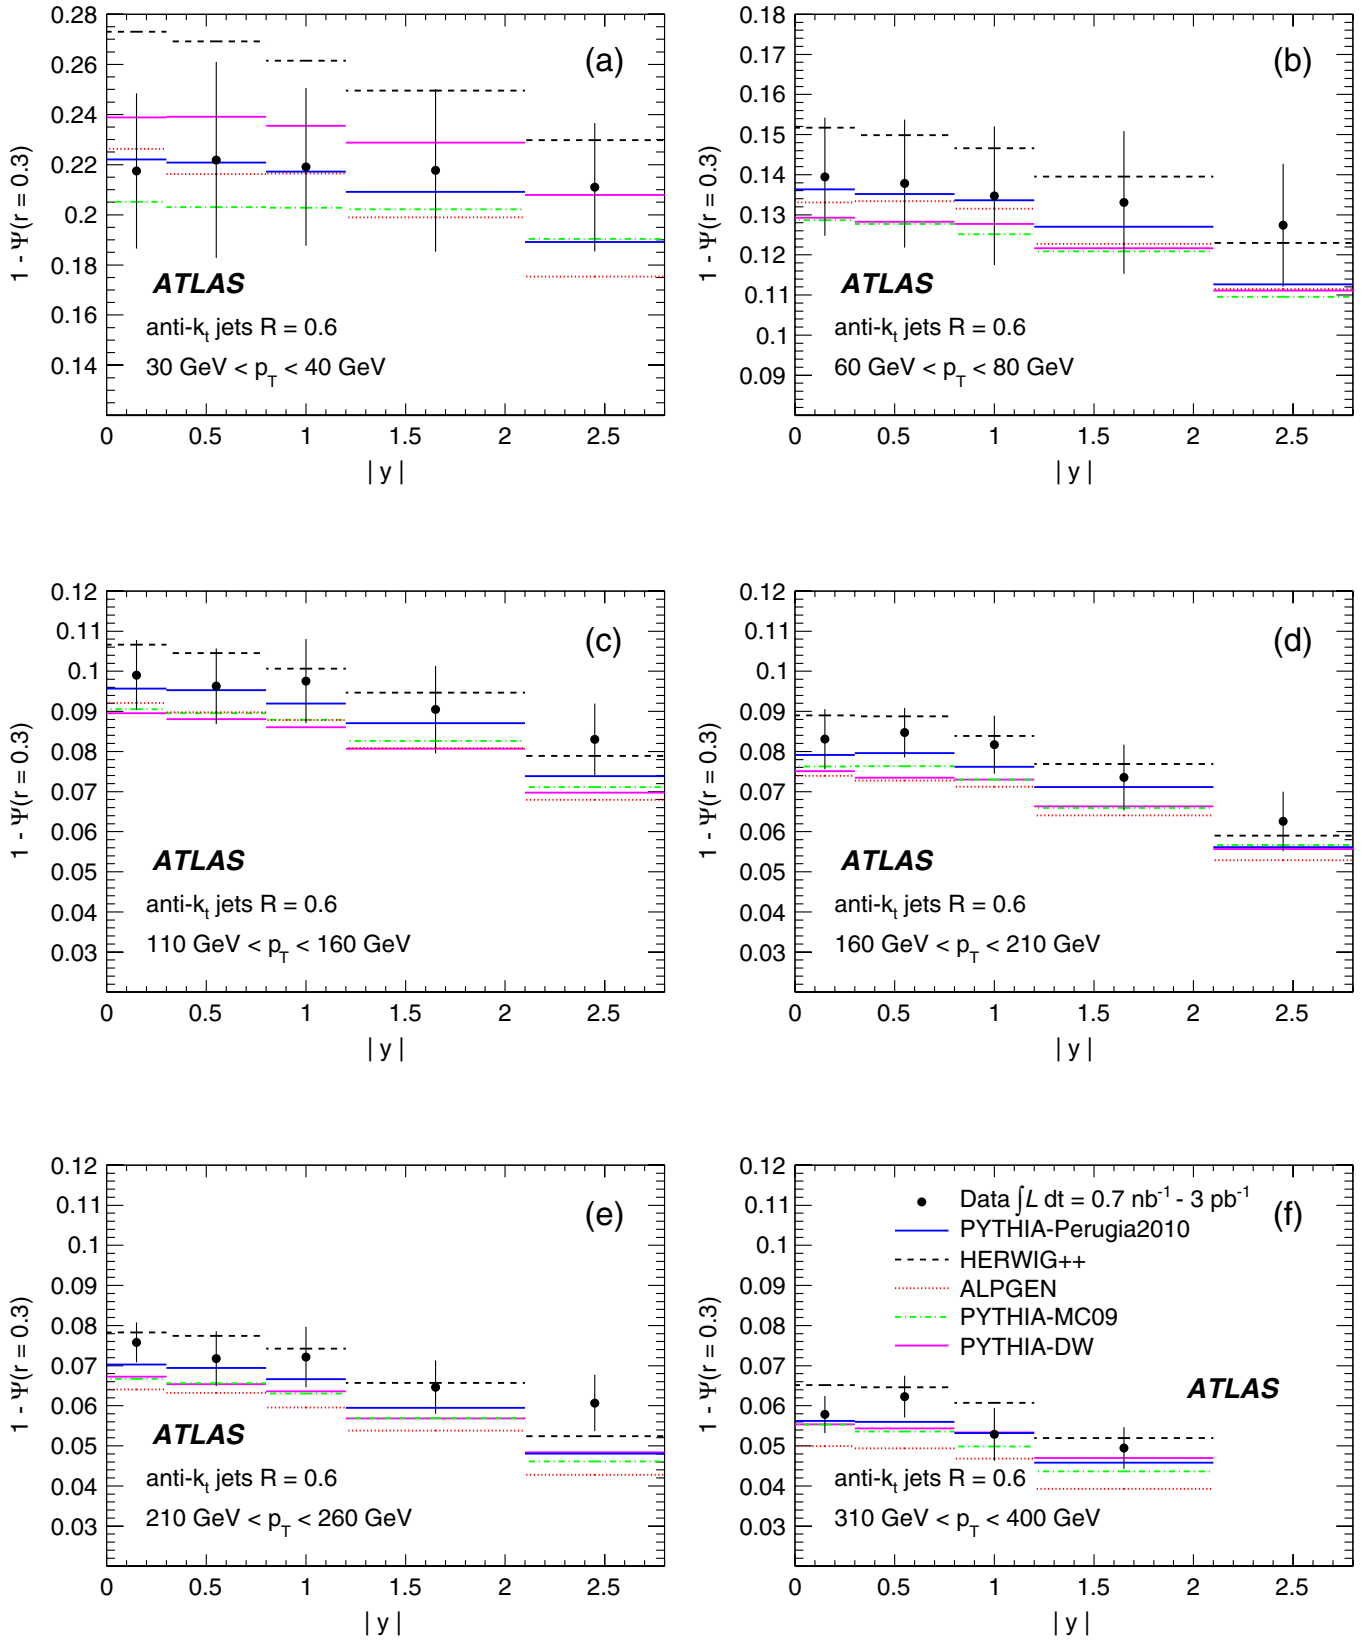 (a)
1 - Ψ(r = 0.3)
0.28
0.26
0.24
0.22
0.2
0.18
0.16
0.14
ATLAS
anti-kt jets R = 0.6
30 GeV < pT < 40 GeV
0 0.5 1 1.5 2 2.5
| y |
(b)
1 - Ψ(r = 0.3)
0.18
0.17
0.16
0.15
0.14
0.13
0.12
0.11
0.1
0.09
ATLAS
anti-kt jets R = 0.6
60 GeV < pT < 80 GeV
0 0.5 1 1.5 2 2.5
| y |
(c)
1 - Ψ(r = 0.3)
0.12
0.11
0.1
0.09
0.08
0.07
0.06
0.05
0.04
0.03
ATLAS
anti-kt jets R = 0.6
110 GeV < pT < 160 GeV
0 0.5 1 1.5 2 2.5
| y |
(d)
1 - Ψ(r = 0.3)
0.12
0.11
0.1
0.09
0.08
0.07
0.06
0.05
0.04
0.03
ATLAS
anti-kt jets R = 0.6
160 GeV < pT < 210 GeV
0 0.5 1 1.5 2 2.5
| y |
(e)
1 - Ψ(r = 0.3)
0.12
0.11
0.1
0.09
0.08
0.07
0.06
0.05
0.04
0.03
ATLAS
anti-kt jets R = 0.6
210 GeV < pT < 260 GeV
0 0.5 1 1.5 2 2.5
| y |
(f)
1 - Ψ(r = 0.3)
0.12
0.11
0.1
0.09
0.08
0.07
0.06
0.05
0.04
0.03
Data ∫L dt = 0.7 nb⁻¹ - 3 pb⁻¹
PYTHIA-Perugia2010
HERWIG++
ALPGEN
PYTHIA-MC09
PYTHIA-DW
ATLAS
anti-kt jets R = 0.6
310 GeV < pT < 400 GeV
0 0.5 1 1.5 2 2.5
| y |